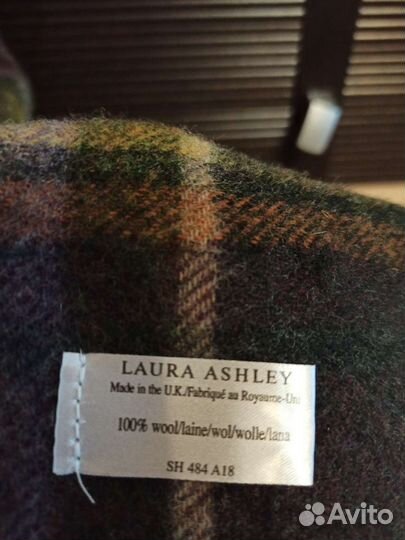 LAURA ASHLEY
Made in the U.K./Fabriqué au Royaume-Uni
100% wool/laine/wol/wolle/lana
SH 484 A18
Avito